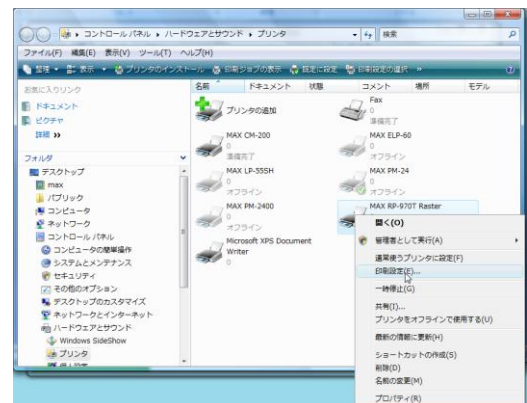 コントロール パネル ▸ ハードウェアとサウンド ▸ プリンタ
検索
ファイル(F) 編集(E) 表示(V) ツール(T) ヘルプ(H)
整理 表示 プリンタのインストール 印刷ジョブの表示 既定に設定 印刷設定の選択 »
お気に入りリンク
ドキュメント
ピクチャ
詳細 »
フォルダ
デスクトップ
max
パブリック
コンピュータ
ネットワーク
コントロール パネル
コンピュータの簡単操作
システムとメンテナンス
セキュリティ
その他のオプション
デスクトップのカスタマイズ
ネットワークとインターネット
ハードウェアとサウンド
Windows SideShow
プリンタ
名前 ドキュメント 状態 コメント 場所 モデル
プリンタの追加
Fax
0
準備完了
MAX CM-200
0
準備完了
MAX ELP-60
0
オフライン
MAX LP-55SH
0
オフライン
MAX PM-24
0
オフライン
MAX PM-2400
0
オフライン
MAX RP-970T Raster
Microsoft XPS Document
Writer
0
開く(O)
管理者として実行(A)
通常使うプリンタに設定(F)
印刷設定(E)...
一時停止(G)
共有(I)...
プリンタをオフラインで使用する(U)
最新の情報に更新(H)
ショートカットの作成(S)
削除(D)
名前の変更(M)
プロパティ(R)